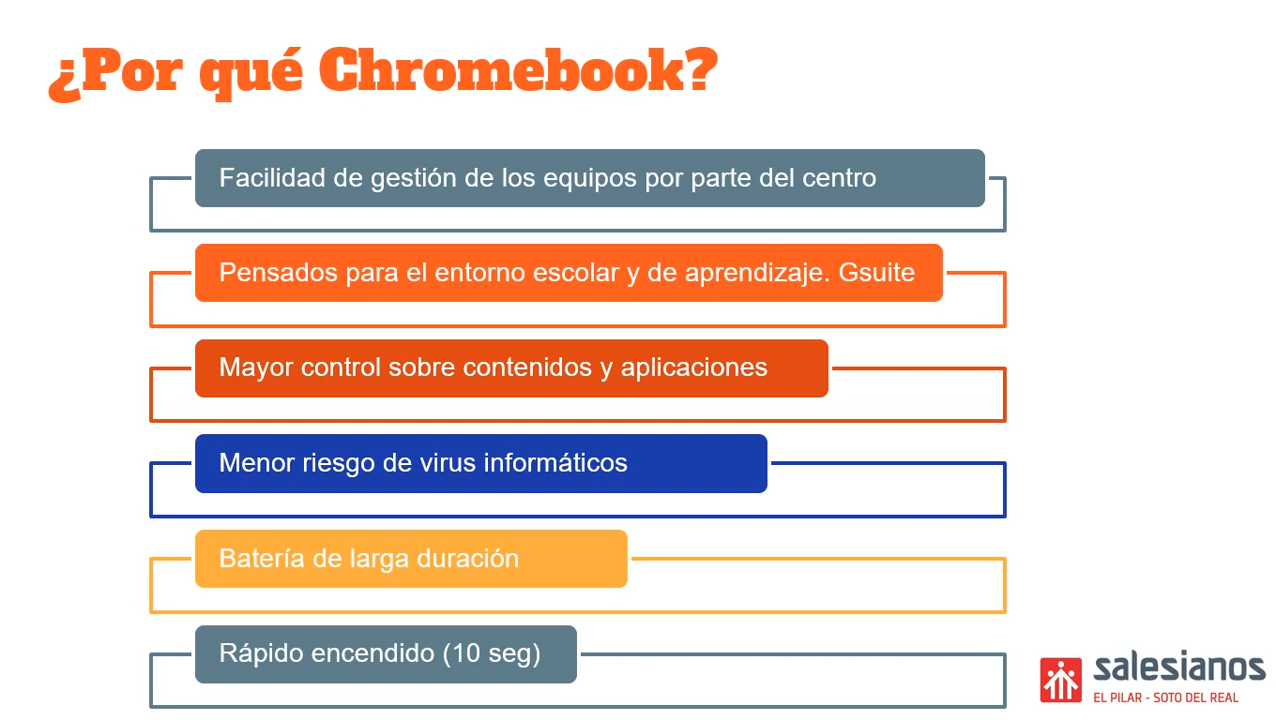 ¿Por qué Chromebook?
Facilidad de gestión de los equipos por parte del centro
Pensados para el entorno escolar y de aprendizaje. Gsuite
Mayor control sobre contenidos y aplicaciones
Menor riesgo de virus informáticos
Batería de larga duración
Rápido encendido (10 seg)
salesianos
EL PILAR - SOTO DEL REAL